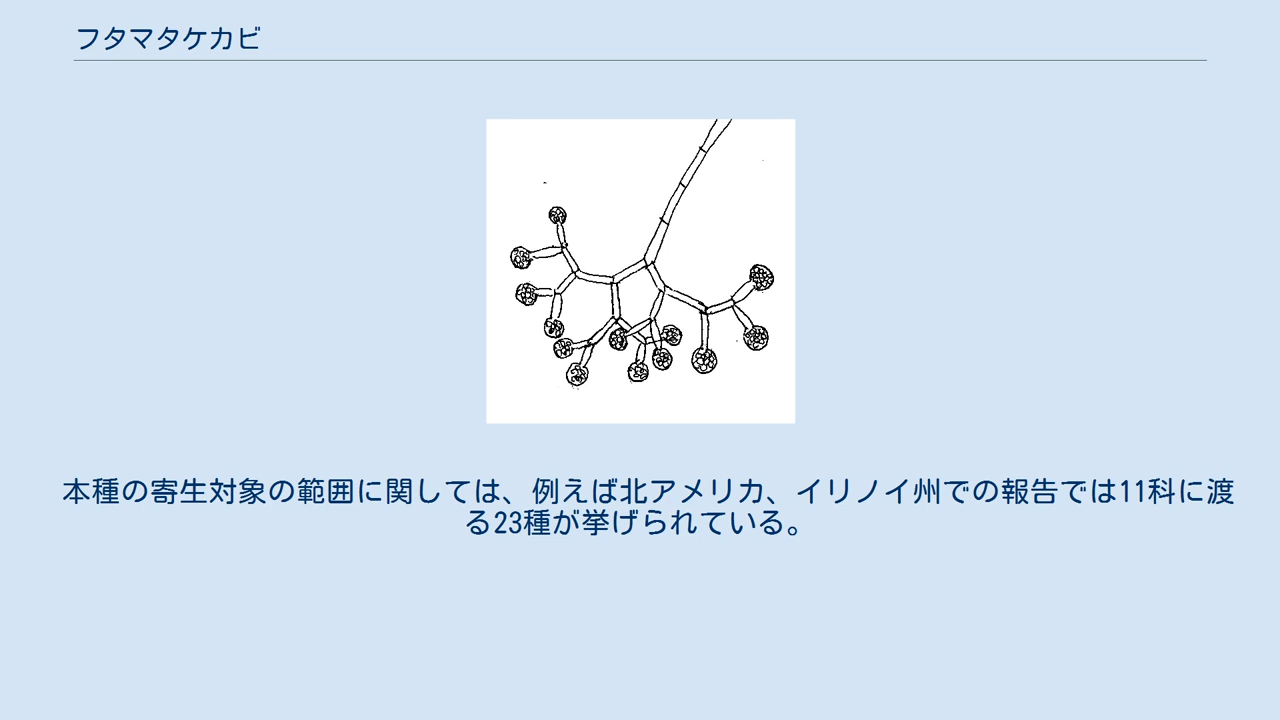 フタマタケカビ
本種の寄生対象の範囲に関しては、例えば北アメリカ、イリノイ州での報告では11科に渡
る23種が挙げられている。